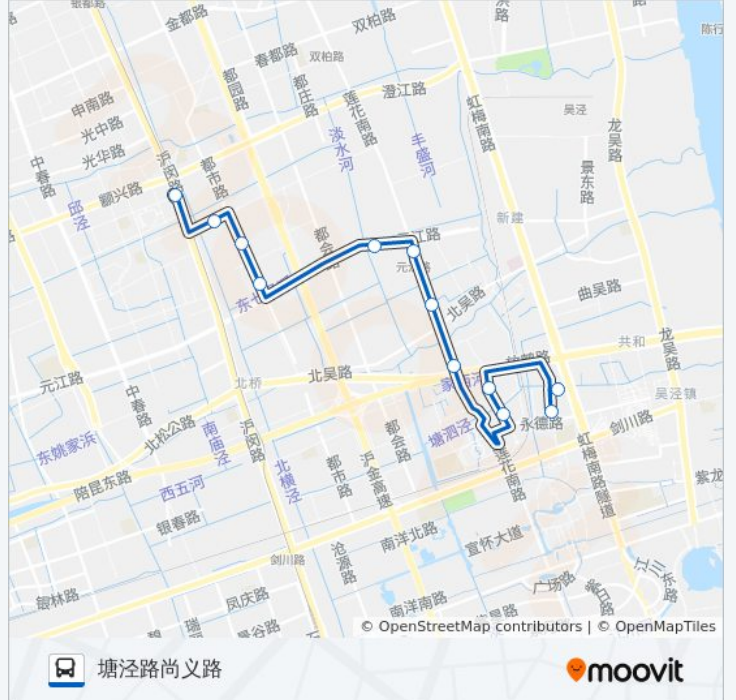 金都路
双柏路
陈行
春都路
双柏路
都园路
都庄路
莲花南路
澄江路
申南路
光中路
光华路
沪闵路
都市路
淡水河
丰盛河
虹梅南路
吴泾
龙吴路
景东路
中春路
邱泾
颛兴路
新建
都会路
元江路
北吴路
曲吴路
共和
龙吴路
元江路
北桥
北吴路
放鹤路
吴泾镇
中春路
东姚家浜
北松公路
南庙泾
沪闵路
都会路
塘泗泾
永德路
剑川路
陪昆东路
西五河
北横泾
都市路
沪金高速
莲花南路
虹梅南路隧道
紫龙
银春路
剑川路
沧源路
南洋北路
宣怀大道
银林路
凤庆路
南洋南路
广场路
© OpenStreetMap contributors | © OpenMapTiles
塘泾路尚义路
moovit